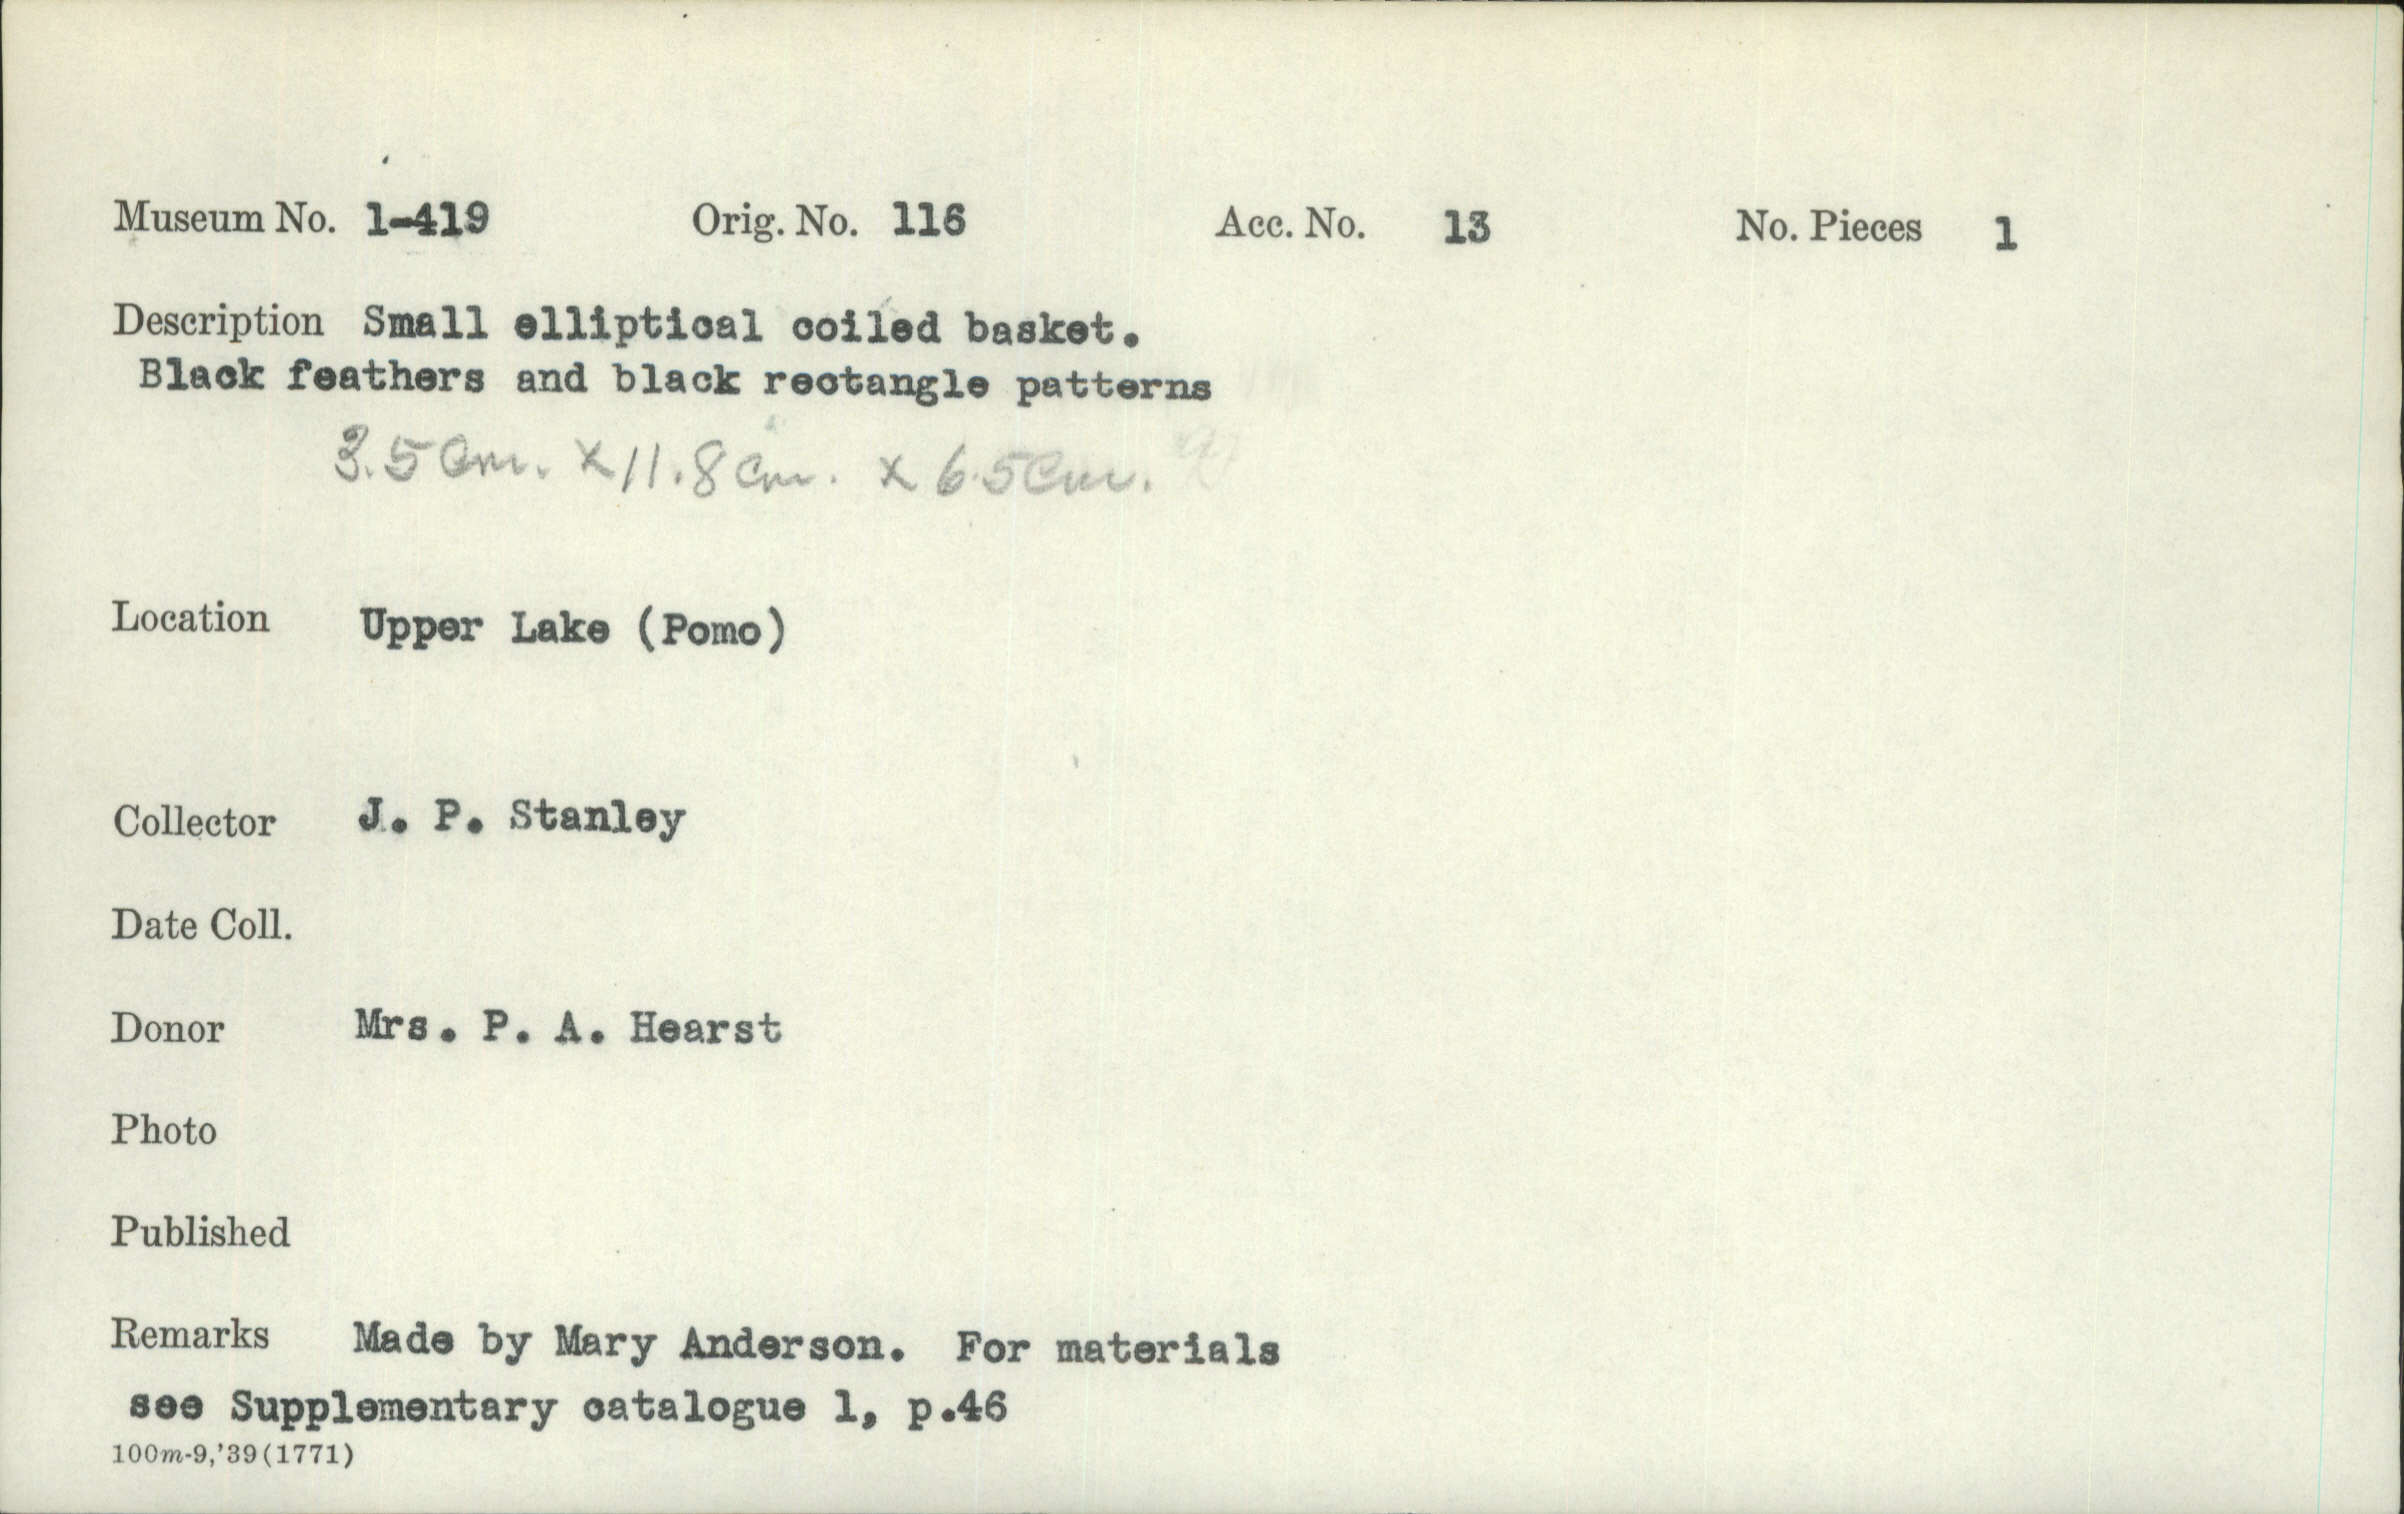 Museum No. 1-419 Orig. No. 116 Acc. No. 13 No. Pieces 1
Description Small elliptical coiled basket.
Black feathers and black rectangle patterns
3.5 cm. x 11.8 cm. x 6.5 cm.
Location Upper Lake (Pomo)
Collector J. P. Stanley
Date Coll.
Donor Mrs. P. A. Hearst
Photo
Published
Remarks Made by Mary Anderson. For materials
see Supplementary catalogue 1, p.46
100m-9,'39(1771)